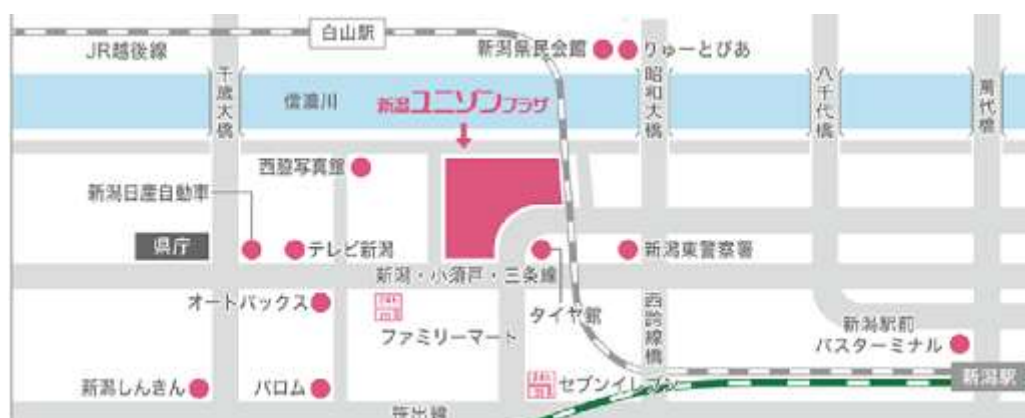 白山駅
JR越後線
新潟県民会館
りゅーとぴあ
千歳大橋
信濃川
新潟ユニゾンプラザ
昭和大橋
八千代橋
萬代橋
西脇写真館
新潟日産自動車
県庁
テレビ新潟
新潟東警察署
新潟・小須戸・三条線
オートバックス
ファミリーマート
タイヤ館
西跨線橋
新潟駅前
バスターミナル
新潟しんきん
バロム
セブンイレブン
新潟駅
笹出線